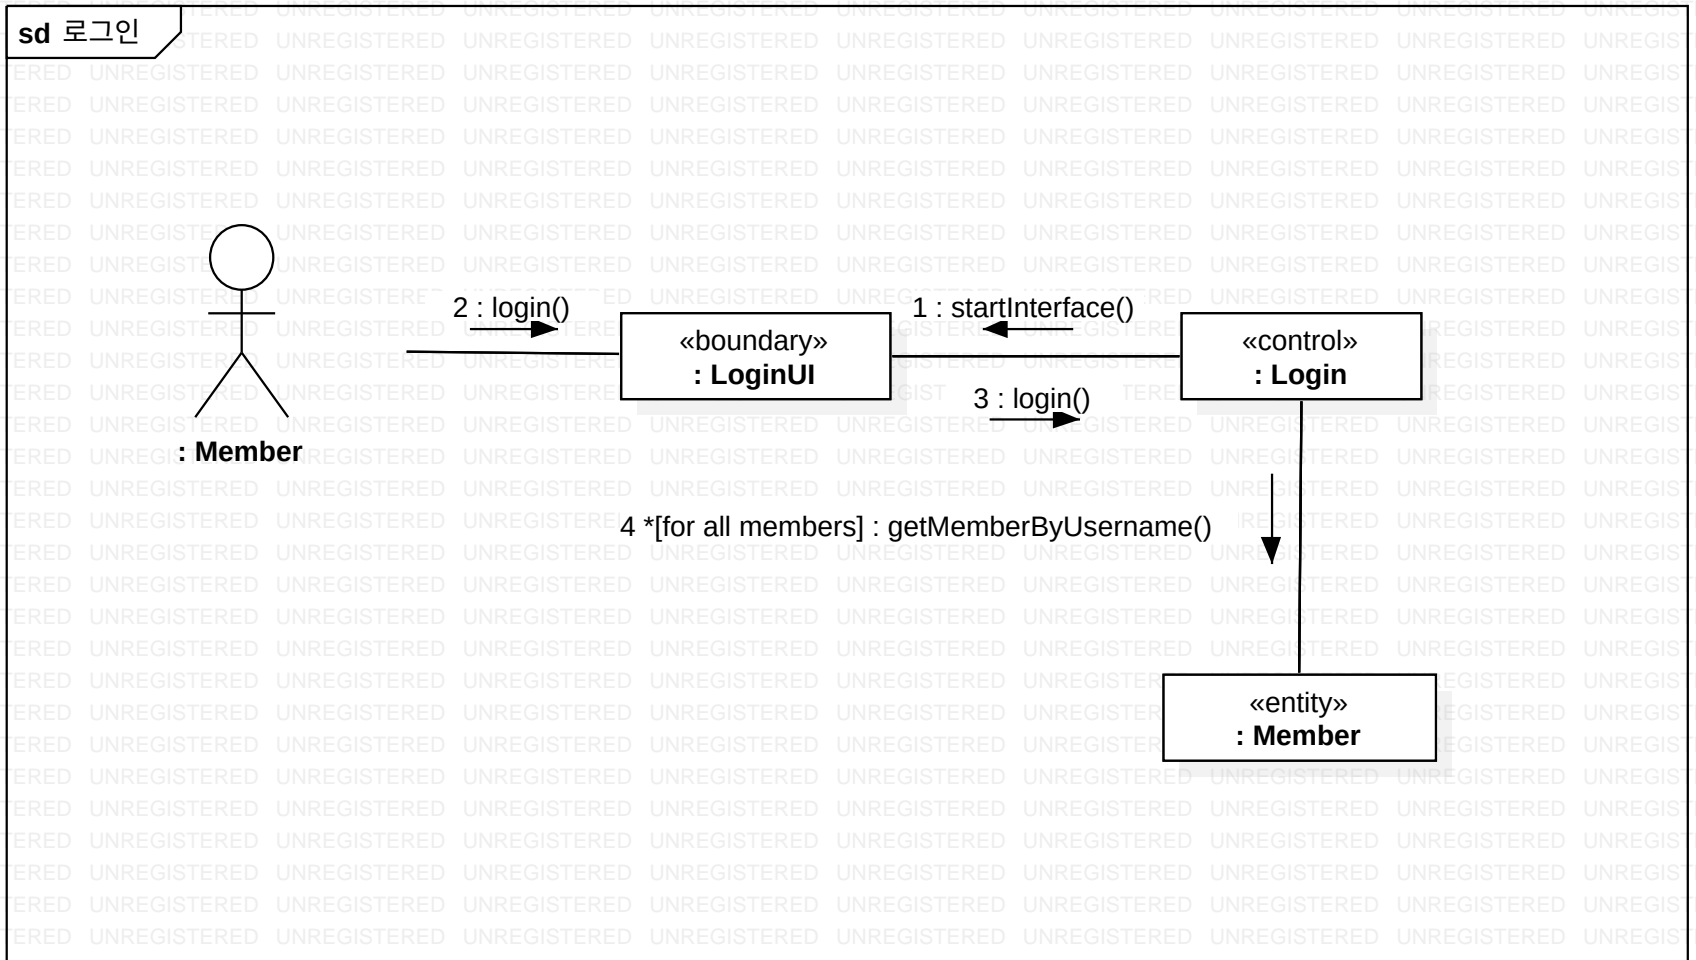 sd 로그인
2 : login()
1 : startInterface()
«boundary»
: LoginUI
«control»
: Login
3 : login()
: Member
4 *[for all members] : getMemberByUsername()
«entity»
: Member
UNREGISTERED